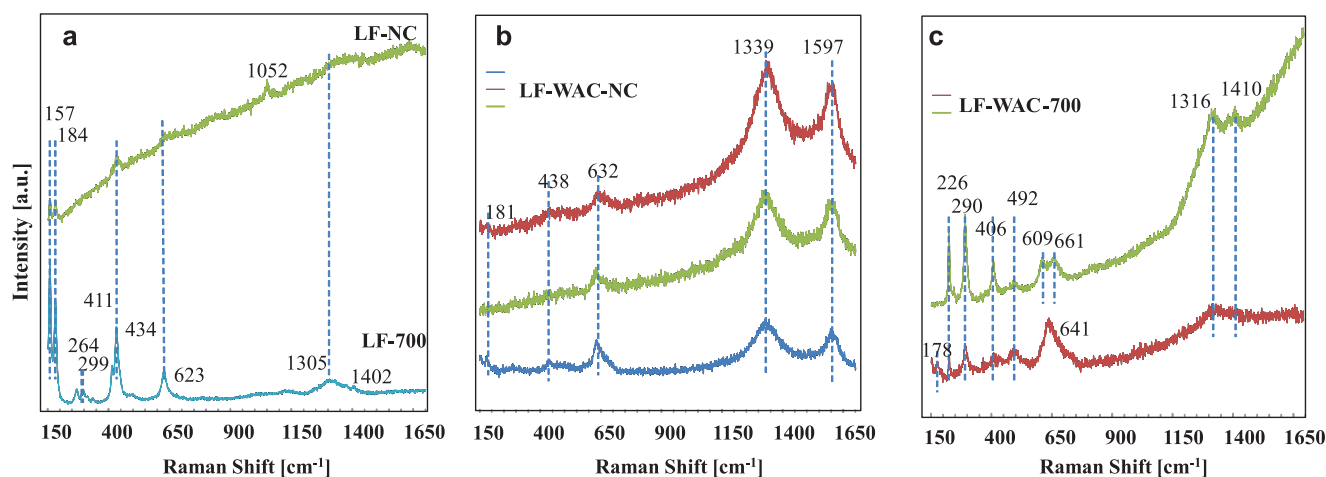 a
LF-NC
1052
157
184
411
434
264
299
623
1305
LF-700
1402
150 400 650 900 1150 1400 1650
Raman Shift [cm⁻¹]
Intensity [a.u.]
b
1339
1597
LF-WAC-NC
181
438
632
150 400 650 900 1150 1400 1650
Raman Shift [cm⁻¹]
c
LF-WAC-700
1316
1410
226
290
406
492
609
661
641
178
150 400 650 900 1150 1400 1650
Raman Shift [cm⁻¹]